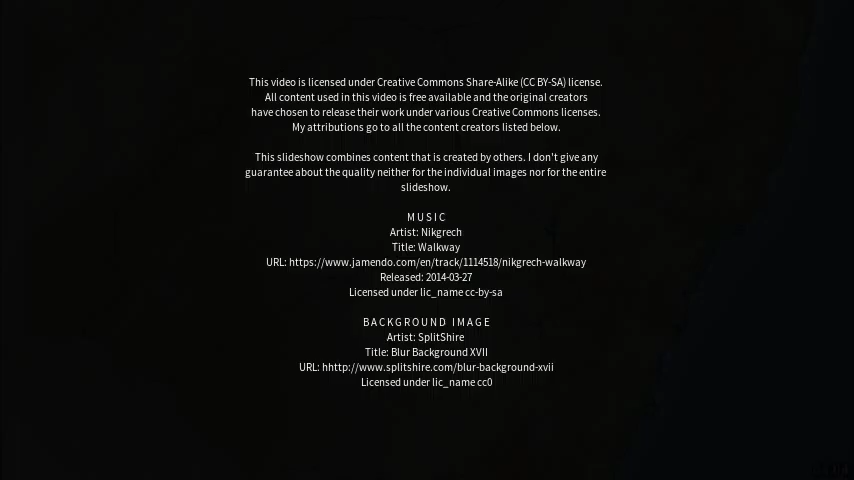 This video is licensed under Creative Commons Share-Alike (CC BY-SA) license.
All content used in this video is free available and the original creators
have chosen to release their work under various Creative Commons licenses.
My attributions go to all the content creators listed below.
This slideshow combines content that is created by others. I don't give any
guarantee about the quality neither for the individual images nor for the entire
slideshow.
MUSIC
Artist: Nikgrech
Title: Walkway
URL: https://www.jamendo.com/en/track/1114518/nikgrech-walkway
Released: 2014-03-27
Licensed under lic_name cc-by-sa
BACKGROUND IMAGE
Artist: SplitShire
Title: Blur Background XVII
URL: hhttp://www.splitshire.com/blur-background-xvii
Licensed under lic_name cc0